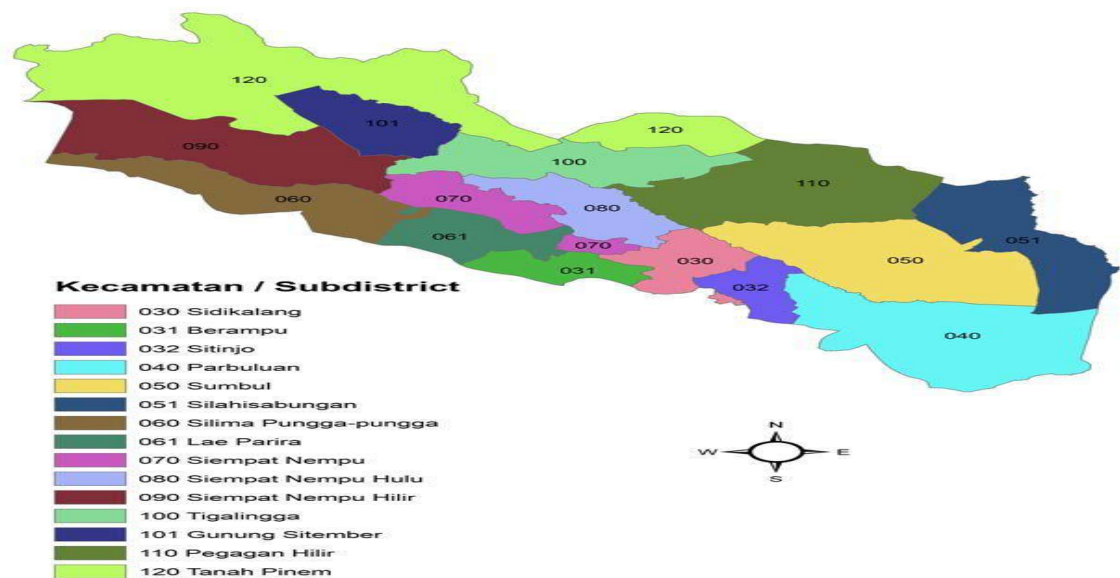 120
101
120
090
100
110
070
060
080
061
070
051
030
050
031
032
040
Kecamatan / Subdistrict
030 Sidikalang
031 Berampu
032 Sitinjo
040 Parbuluan
050 Sumbul
051 Silahisabungan
060 Silima Pungga-pungga
061 Lae Parira
070 Siempat Nempu
080 Siempat Nempu Hulu
090 Siempat Nempu Hilir
100 Tigalingga
101 Gunung Sitember
110 Pegagan Hilir
120 Tanah Pinem
N
W E
S